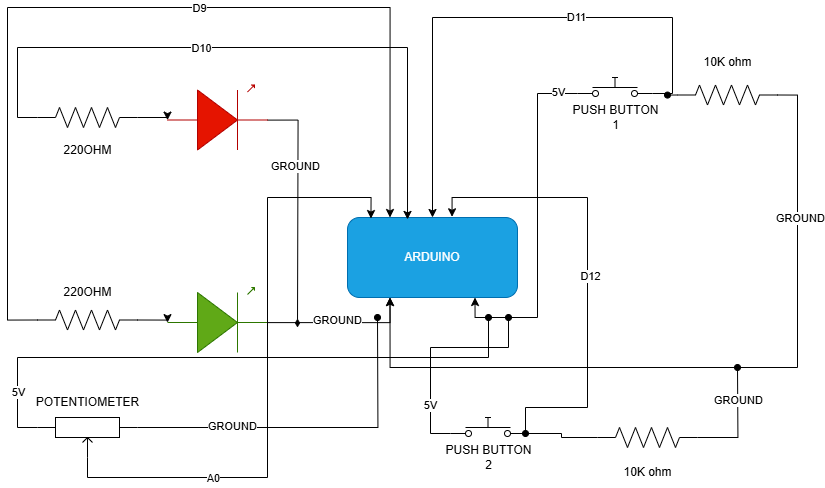 D9
D11
D10
10K ohm
5V
PUSH BUTTON
1
220OHM
GROUND
GROUND
ARDUINO
D12
220OHM
GROUND
5V
POTENTIOMETER
GROUND
5V
GROUND
PUSH BUTTON
2
10K ohm
A0